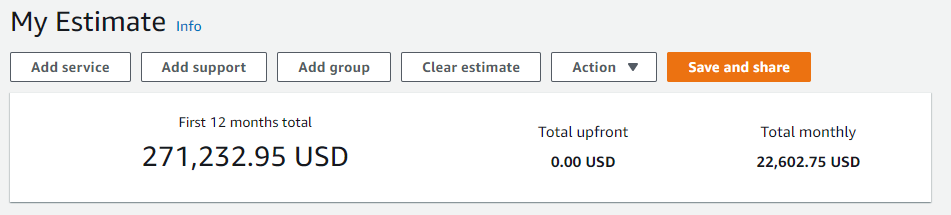 My Estimate Info
Add service Add support Add group Clear estimate Action Save and share
First 12 months total
271,232.95 USD
Total upfront
0.00 USD
Total monthly
22,602.75 USD